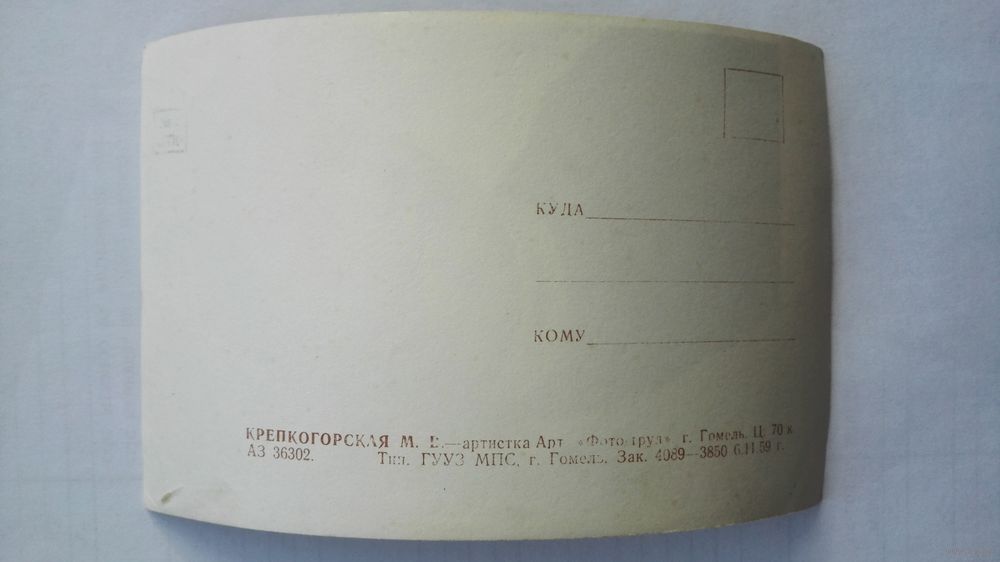 КУДА
КОМУ
КРЕПКОГОРСКАЯ М. —артистка Арт. «Фото-труд» г. Гомель. Ц. 70 к.
АЗ 36302. Тип. ГУУЗ МПС, г. Гомель. Зак. 4089—3850 6.11.59 г.